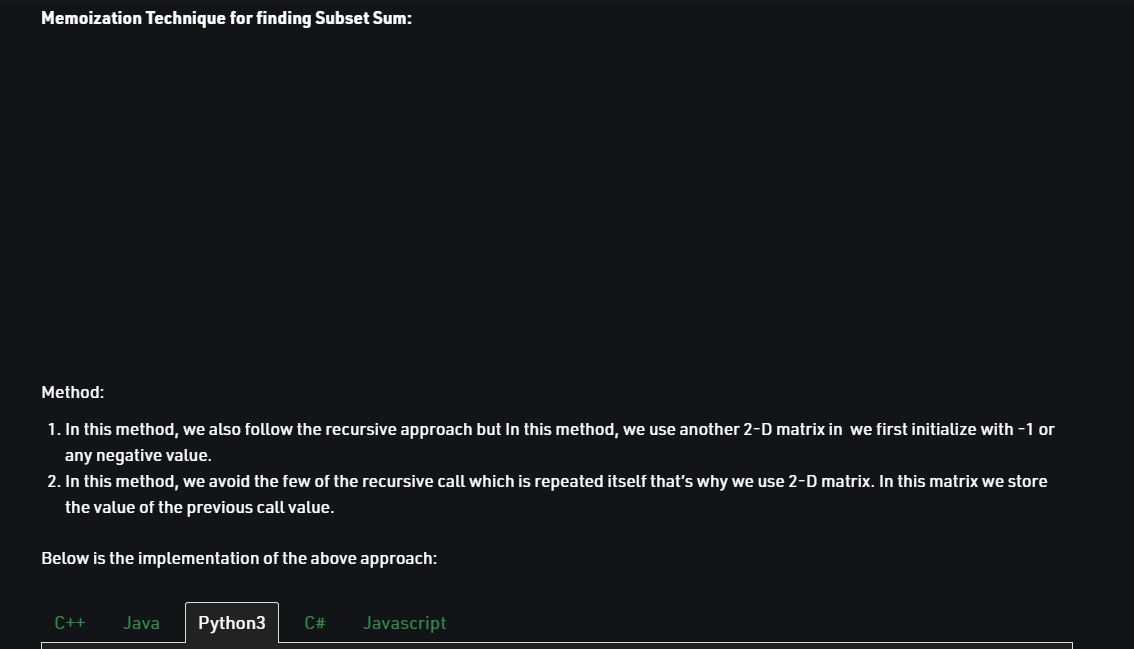 Memoization Technique for finding Subset Sum:
Method:
1. In this method, we also follow the recursive approach but In this method, we use another 2-D matrix in  we first initialize with -1 or
any negative value.
2. In this method, we avoid the few of the recursive call which is repeated itself that's why we use 2-D matrix. In this matrix we store
the value of the previous call value.
Below is the implementation of the above approach:
C++ Java Python3 C# Javascript